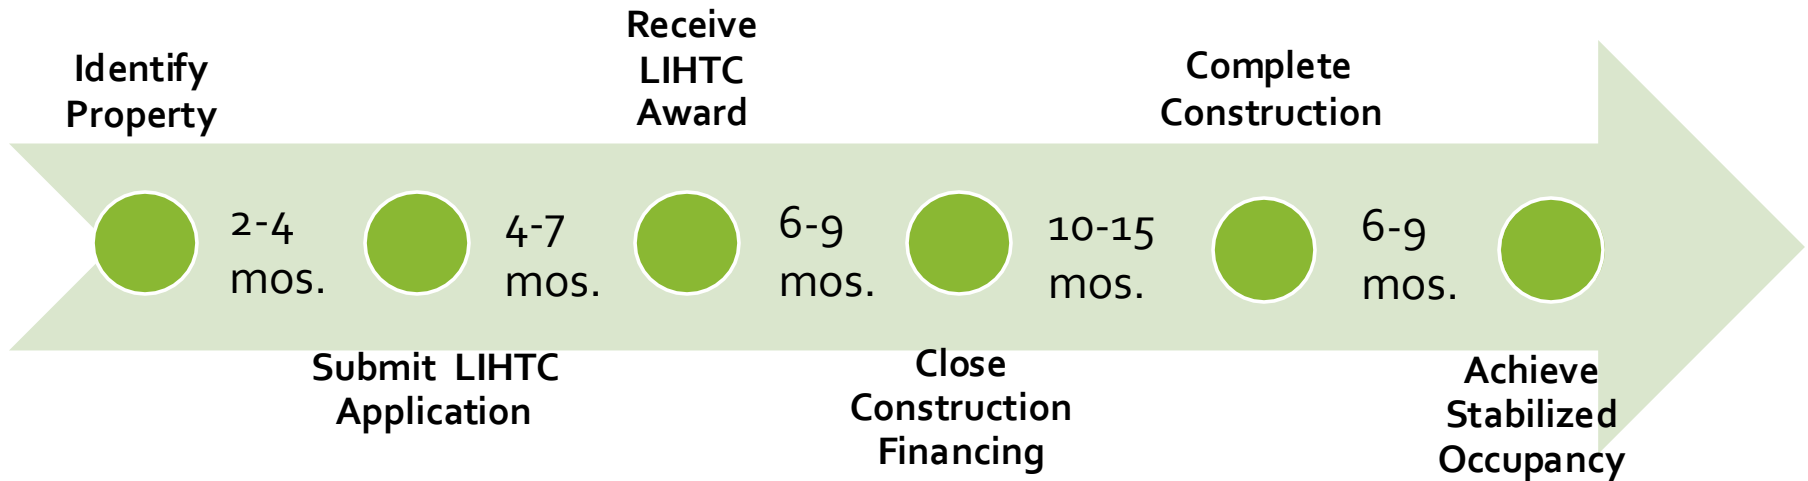 Identify
Property
Receive
LIHTC
Award
Complete
Construction
2-4
mos.
4-7
mos.
6-9
mos.
10-15
mos.
6-9
mos.
Submit LIHTC
Application
Close
Construction
Financing
Achieve
Stabilized
Occupancy